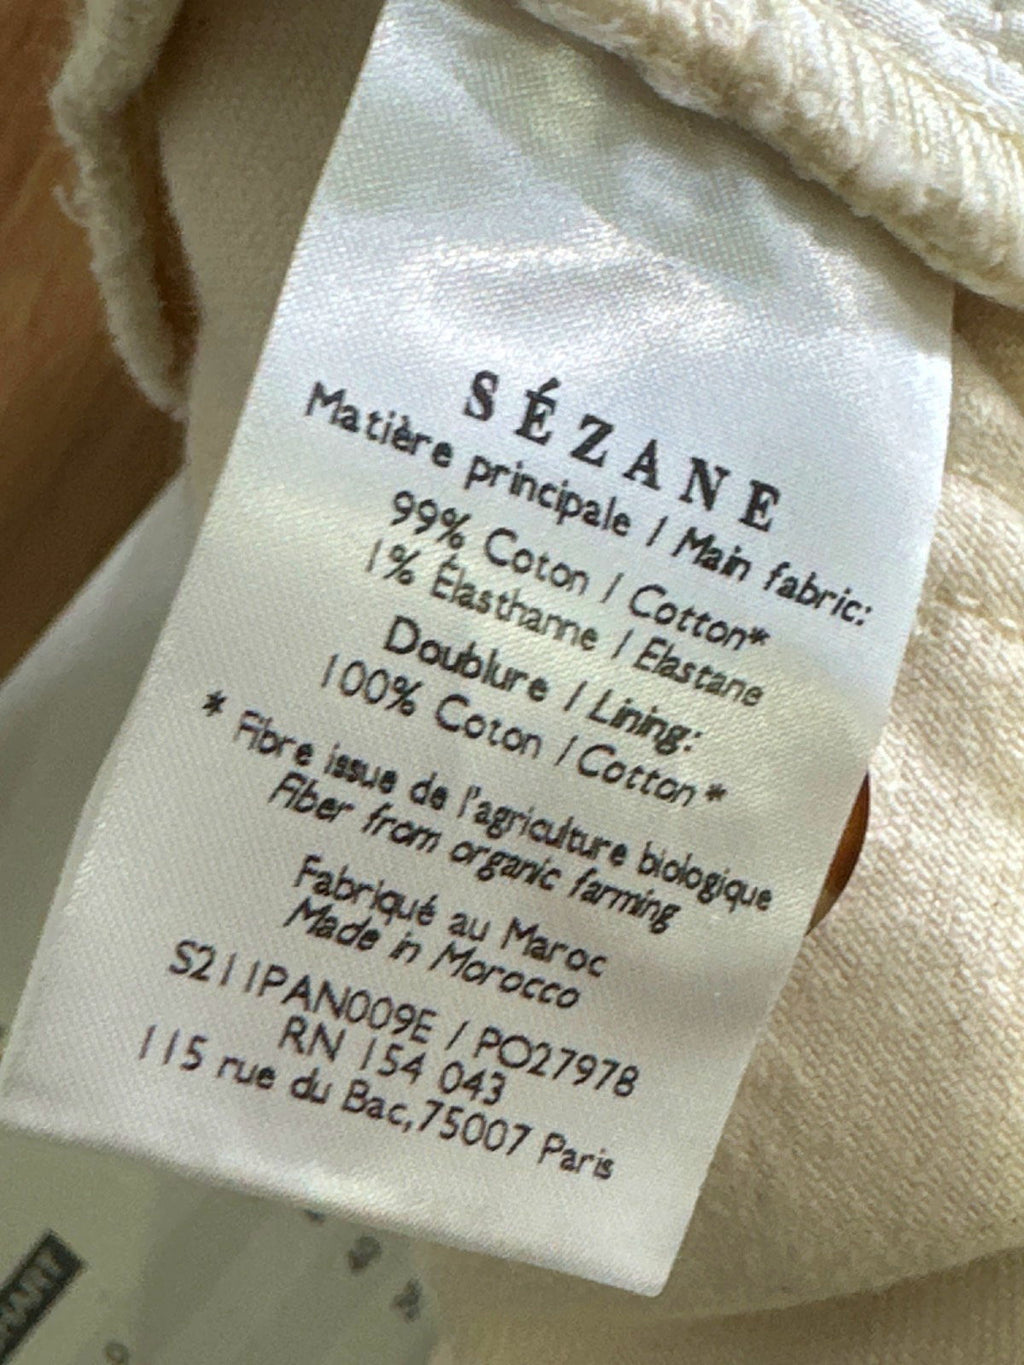 SÉZANE
Matière principale / Main fabric:
99% Coton / Cotton*
1% Élasthanne / Elastane
Doublure / Lining:
100% Coton / Cotton*
* Fibre issue de l'agriculture biologique
Fiber from organic farming
Fabriqué au Maroc
Made in Morocco
S211PAN009E / PO27978
RN 154 043
115 rue du Bac, 75007 Paris